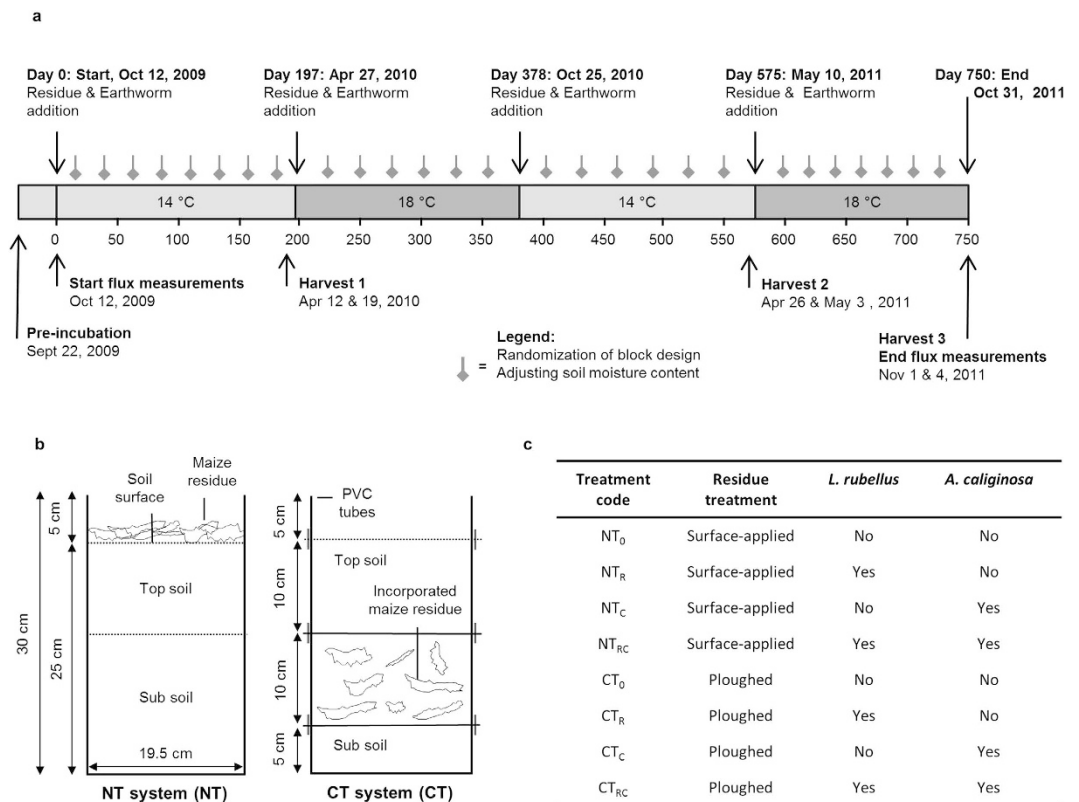 a
Day 0: Start, Oct 12, 2009
Residue & Earthworm
addition
Day 197: Apr 27, 2010
Residue & Earthworm
addition
Day 378: Oct 25, 2010
Residue & Earthworm
addition
Day 575: May 10, 2011
Residue & Earthworm
addition
Day 750: End
Oct 31, 2011
14 °C
18 °C
14 °C
18 °C
0 50 100 150 200 250 300 350 400 450 500 550 600 650 700 750
Start flux measurements
Oct 12, 2009
Harvest 1
Apr 12 & 19, 2010
Harvest 2
Apr 26 & May 3 , 2011
Pre-incubation
Sept 22, 2009
Legend:
= Randomization of block design
Adjusting soil moisture content
Harvest 3
End flux measurements
Nov 1 & 4, 2011
b
Soil
surface
Maize
residue
5 cm
30 cm
25 cm
Top soil
Sub soil
19.5 cm
NT system (NT)
PVC
tubes
5 cm
Top soil
10 cm
Incorporated
maize residue
10 cm
Sub soil
5 cm
CT system (CT)
c
Treatment code Residue treatment L. rubellus A. caliginosa
NT0 Surface-applied No No
NTR Surface-applied Yes No
NTC Surface-applied No Yes
NTRC Surface-applied Yes Yes
CT0 Ploughed No No
CTR Ploughed Yes No
CTC Ploughed No Yes
CTRC Ploughed Yes Yes